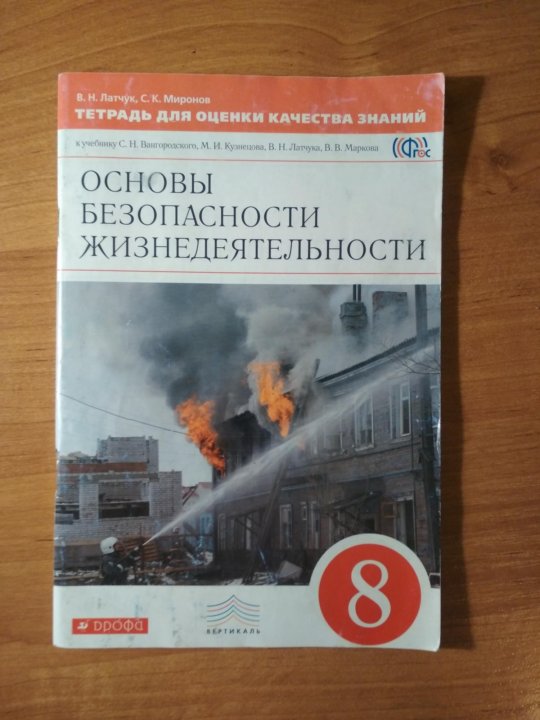 В. Н. Латчук, С. К. Миронов
ТЕТРАДЬ ДЛЯ ОЦЕНКИ КАЧЕСТВА ЗНАНИЙ
к учебнику С. Н. Вангородского, М. И. Кузнецова, В. Н. Латчука, В. В. Маркова
ФГОС
ОСНОВЫ
БЕЗОПАСНОСТИ
ЖИЗНЕДЕЯТЕЛЬНОСТИ
8
ДРОФА
ВЕРТИКАЛЬ